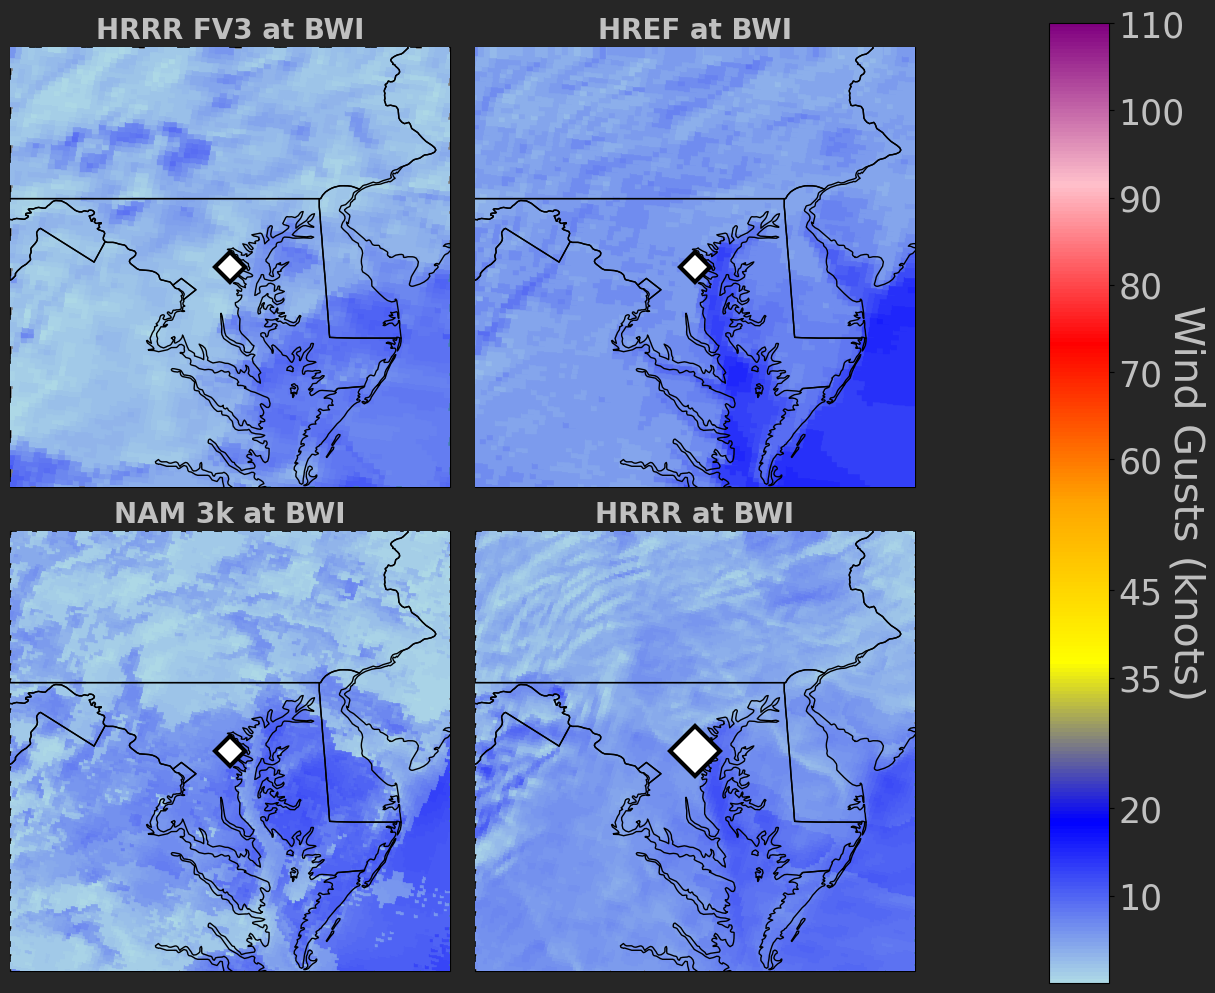 HRRR FV3 at BWI
HREF at BWI
NAM 3k at BWI
HRRR at BWI
110
100
90
80
70
60
45
35
20
10
Wind Gusts (knots)